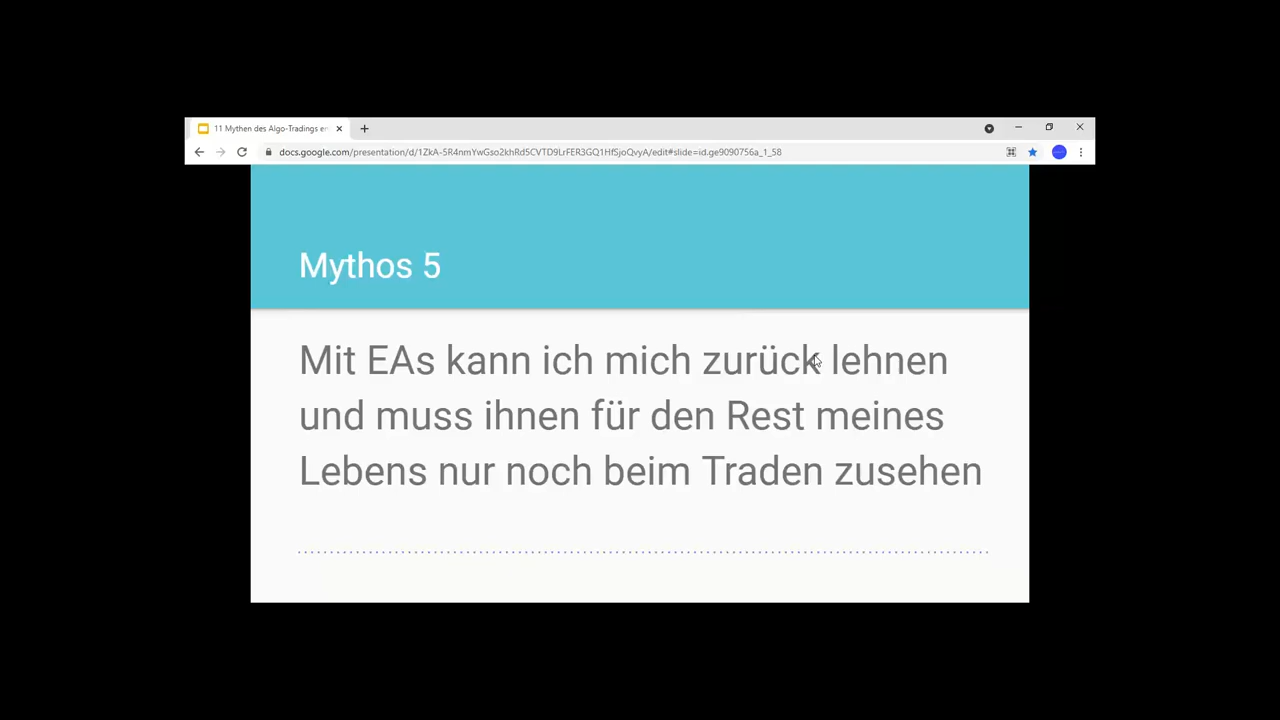 11 Mythen des Algo-Tradings en
docs.google.com/presentation/d/1ZkA-5R4nmYwGso2khRd5CVTD9LrFER3GQ1HfSjoQvyA/edit#slide=id.ge9090756a_1_58
Mythos 5
Mit EAs kann ich mich zurück lehnen
und muss ihnen für den Rest meines
Lebens nur noch beim Traden zusehen